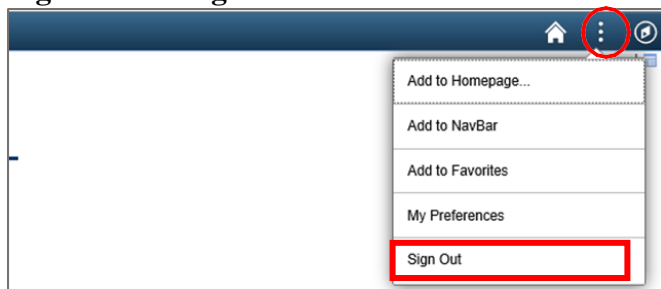 Add to Homepage...
Add to NavBar
Add to Favorites
My Preferences
Sign Out